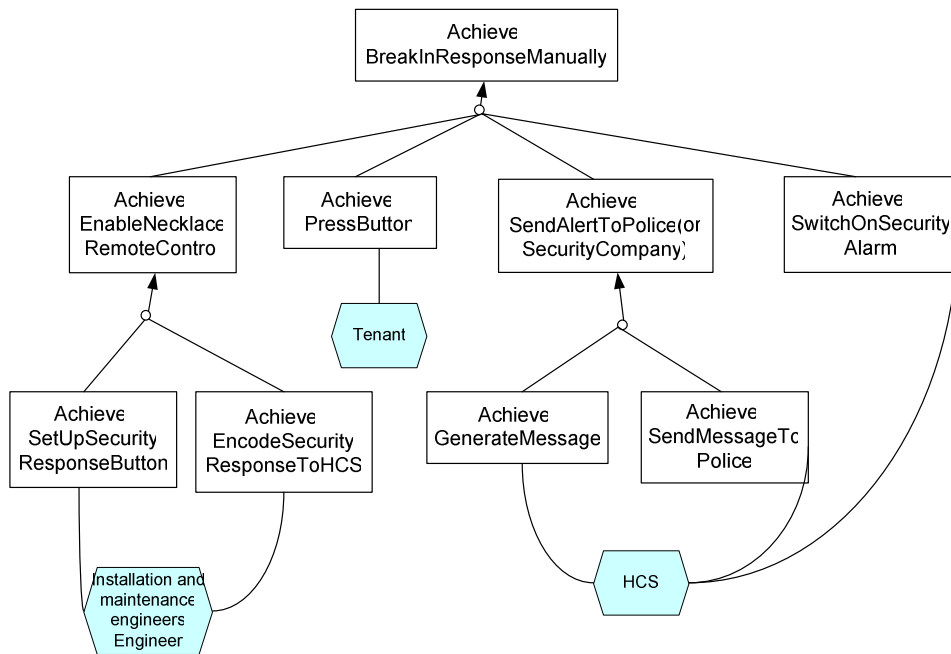 Achieve
BreakInResponseManually
Achieve
EnableNecklace
RemoteContro
Achieve
PressButton
Achieve
SendAlertToPolice(or
SecurityCompany)
Achieve
SwitchOnSecurity
Alarm
Tenant
Achieve
SetUpSecurity
ResponseButton
Achieve
EncodeSecurity
ResponseToHCS
Achieve
GenerateMessage
Achieve
SendMessageTo
Police
Installation and
maintenance
engineers
Engineer
HCS